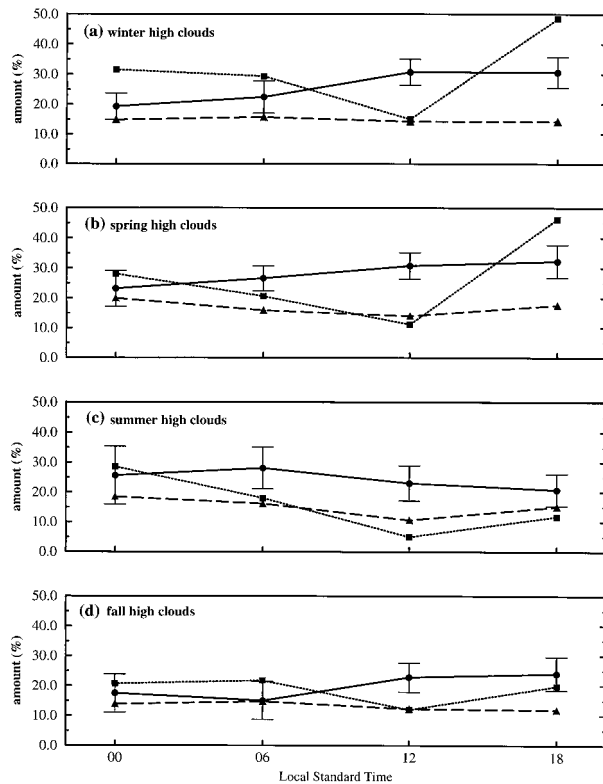 (a) winter high clouds
amount (%)
50.0
40.0
30.0
20.0
10.0
0.0
(b) spring high clouds
amount (%)
50.0
40.0
30.0
20.0
10.0
0.0
(c) summer high clouds
amount (%)
50.0
40.0
30.0
20.0
10.0
0.0
(d) fall high clouds
amount (%)
50.0
40.0
30.0
20.0
10.0
0.0
00 06 12 18
Local Standard Time